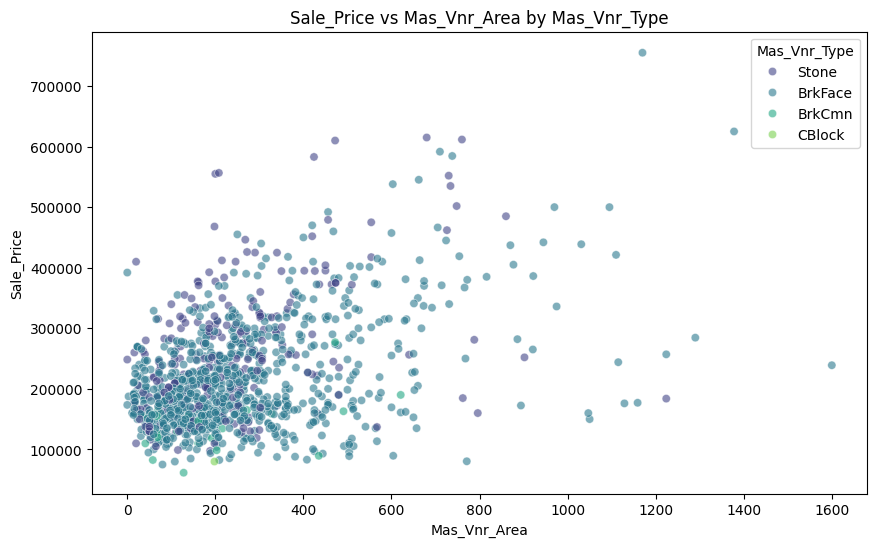 Sale_Price vs Mas_Vnr_Area by Mas_Vnr_Type
Mas_Vnr_Type
Stone
BrkFace
BrkCmn
CBlock
Sale_Price
700000
600000
500000
400000
300000
200000
100000
0 200 400 600 800 1000 1200 1400 1600
Mas_Vnr_Area